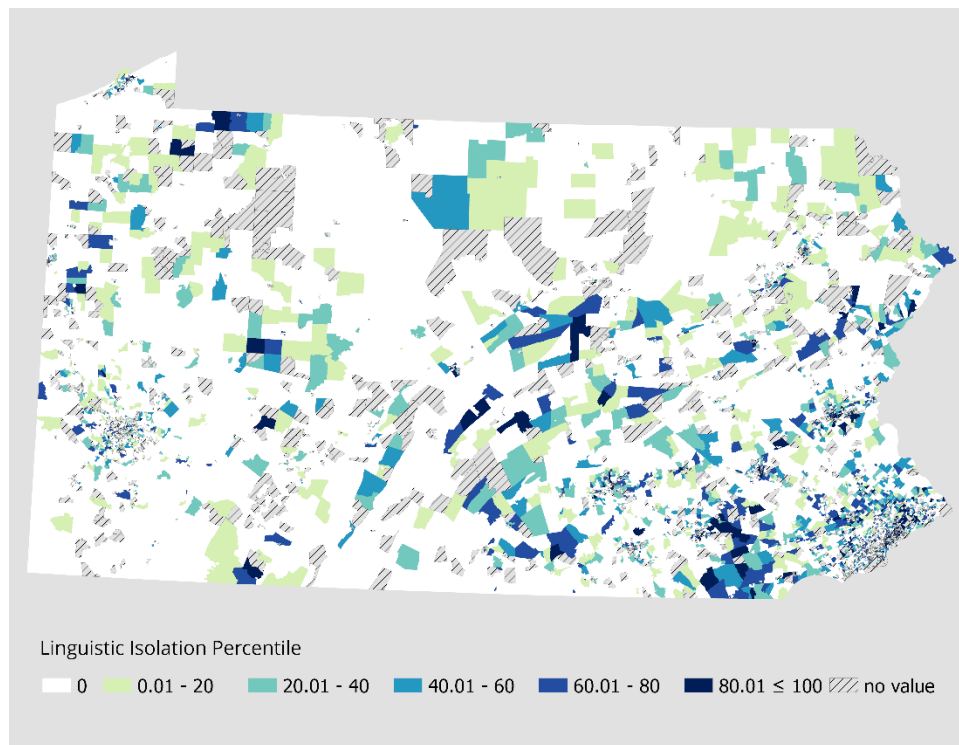 Linguistic Isolation Percentile
0 0.01 - 20 20.01 - 40 40.01 - 60 60.01 - 80 80.01 ≤ 100 no value